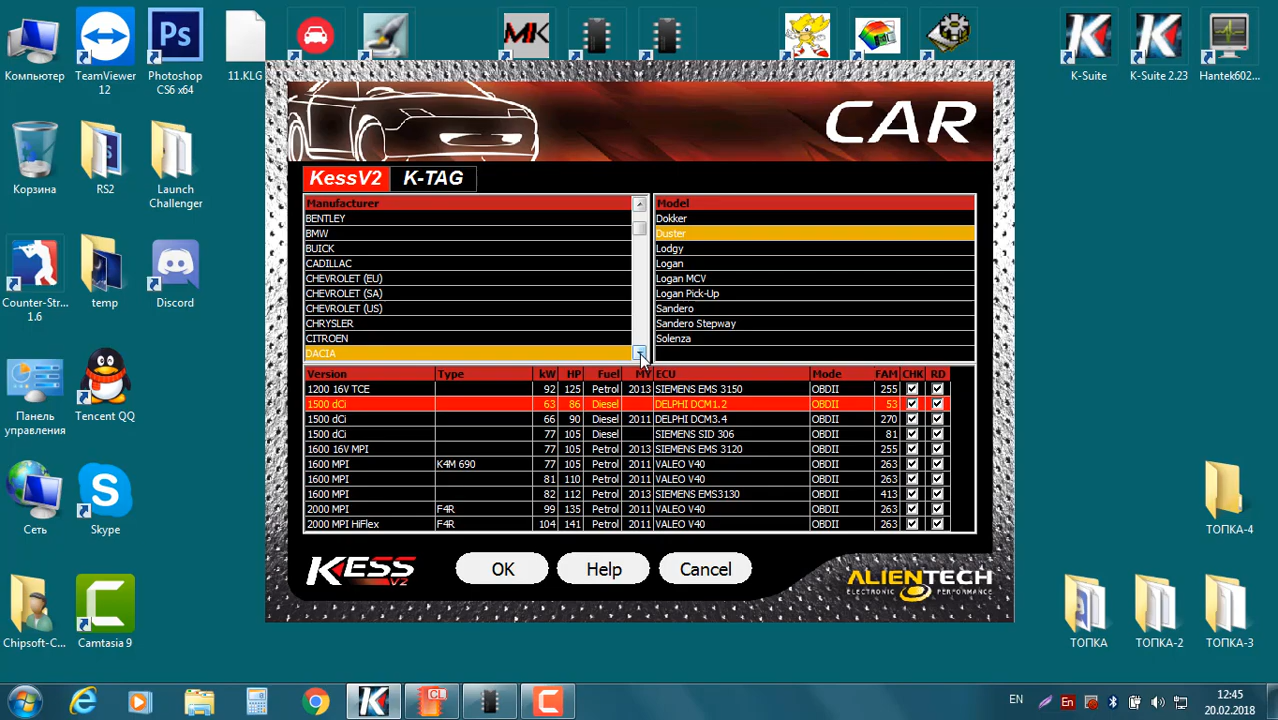 Компьютер
TeamViewer 12
Photoshop CS6 x64
11.KLG
MK
K-Suite
K-Suite 2.23
Hantek602...
Корзина
RS2
Launch Challenger
Counter-Str... 1.6
temp
Discord
Панель управления
Tencent QQ
Сеть
Skype
Chipsoft-C...
Camtasia 9
ТОПКА-4
ТОПКА
ТОПКА-2
ТОПКА-3
CAR
KessV2 K-TAG
Manufacturer
BENTLEY
BMW
BUICK
CADILLAC
CHEVROLET (EU)
CHEVROLET (SA)
CHEVROLET (US)
CHRYSLER
CITROEN
DACIA
Model
Dokker
Duster
Lodgy
Logan
Logan MCV
Logan Pick-Up
Sandero
Sandero Stepway
Solenza
Version Type kW HP Fuel MY ECU Mode FAM CHK RD
1200 16V TCE 92 125 Petrol 2013 SIEMENS EMS 3150 OBDII 255
1500 dCi 63 86 Diesel DELPHI DCM1.2 OBDII 53
1500 dCi 66 90 Diesel 2011 DELPHI DCM3.4 OBDII 270
1500 dCi 77 105 Diesel SIEMENS SID 306 OBDII 81
1600 16V MPI 77 105 Petrol 2013 SIEMENS EMS 3120 OBDII 255
1600 MPI K4M 690 77 105 Petrol 2011 VALEO V40 OBDII 263
1600 MPI 81 110 Petrol 2011 VALEO V40 OBDII 263
1600 MPI 82 112 Petrol 2013 SIEMENS EMS3130 OBDII 413
2000 MPI F4R 99 135 Petrol 2011 VALEO V40 OBDII 263
2000 MPI HiFlex F4R 104 141 Petrol 2011 VALEO V40 OBDII 263
KESS V2
OK
Help
Cancel
ALIENTECH
ELECTRONIC PERFORMANCE
CL
EN
En
12:45
20.02.2018